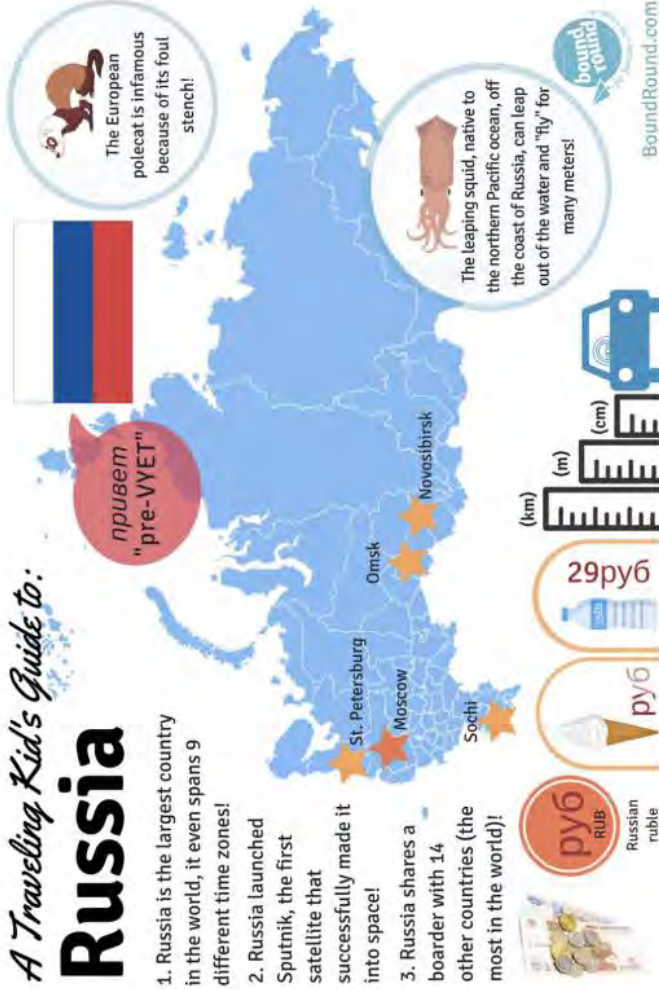 A Traveling Kid's Guide to:
Russia
1. Russia is the largest country
in the world, it even spans 9
different time zones!
2. Russia launched
Sputnik, the first
satellite that
successfully made it
into space!
3. Russia shares a
boarder with 14
other countries (the
most in the world)!
привет
"pre-VYET"
The European
polecat is infamous
because of its foul
stench!
St. Petersburg
Moscow
Omsk
Novosibirsk
Sochi
The leaping squid, native to
the northern Pacific ocean, off
the coast of Russia, can leap
out of the water and "fly" for
many meters!
руб
RUB
Russian
ruble
руб
29руб
(km)
(m)
(cm)
bound
round
BoundRound.com